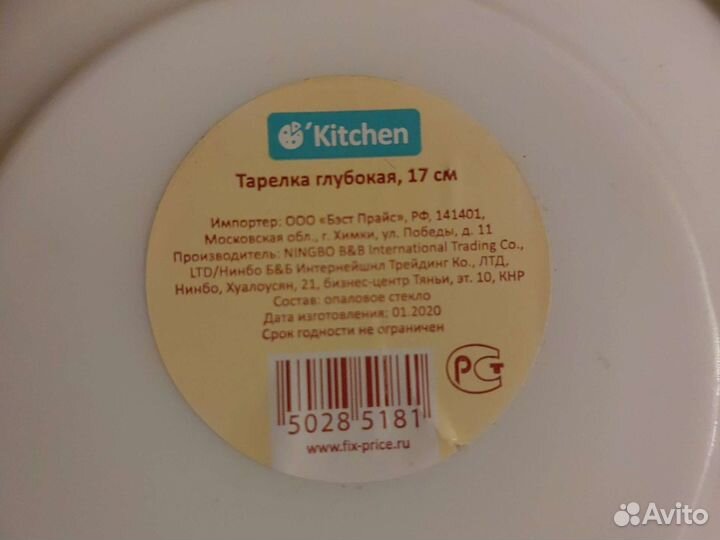 'Kitchen
Тарелка глубокая, 17 см
Импортер: ООО «Бэст Прайс», РФ, 141401,
Московская обл., г. Химки, ул. Победы, д. 11
Производитель: NINGBO B&B International Trading Co.,
LTD/Нинбо Б&Б Интернейшнл Трейдинг Ко., ЛТД,
Нинбо, Хуалоусян, 21, бизнес-центр Тяньи, эт. 10, КНР
Состав: опаловое стекло
Дата изготовления: 01.2020
Срок годности не ограничен
РСТ
5028 5181
www.fix-price.ru
Avito